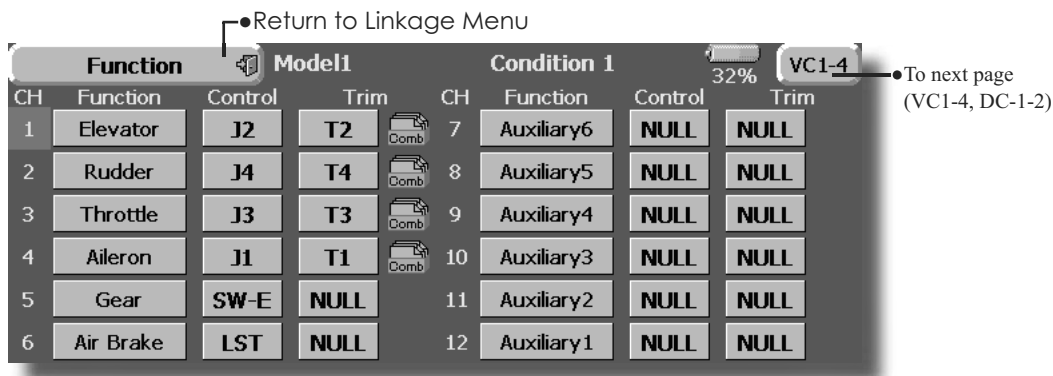 ●Return to Linkage Menu
Function Model1 Condition 1 32% VC1-4
●To next page
(VC1-4, DC-1-2)
CH Function Control Trim CH Function Control Trim
1 Elevator J2 T2 Comb 7 Auxiliary6 NULL NULL
2 Rudder J4 T4 Comb 8 Auxiliary5 NULL NULL
3 Throttle J3 T3 Comb 9 Auxiliary4 NULL NULL
4 Aileron J1 T1 Comb 10 Auxiliary3 NULL NULL
5 Gear SW-E NULL 11 Auxiliary2 NULL NULL
6 Air Brake LST NULL 12 Auxiliary1 NULL NULL